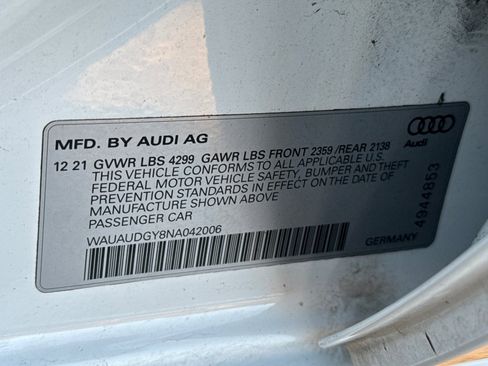 MFD. BY AUDI AG
12 21 GVWR LBS 4299 GAWR LBS FRONT 2359 / REAR 2138
THIS VEHICLE CONFORMS TO ALL APPLICABLE U.S.
FEDERAL MOTOR VEHICLE SAFETY, BUMPER AND THEFT
PREVENTION STANDARDS IN EFFECT ON THE DATE OF
MANUFACTURE SHOWN ABOVE
PASSENGER CAR
WAUAUDGY8NA042006
GERMANY
Audi
4944853